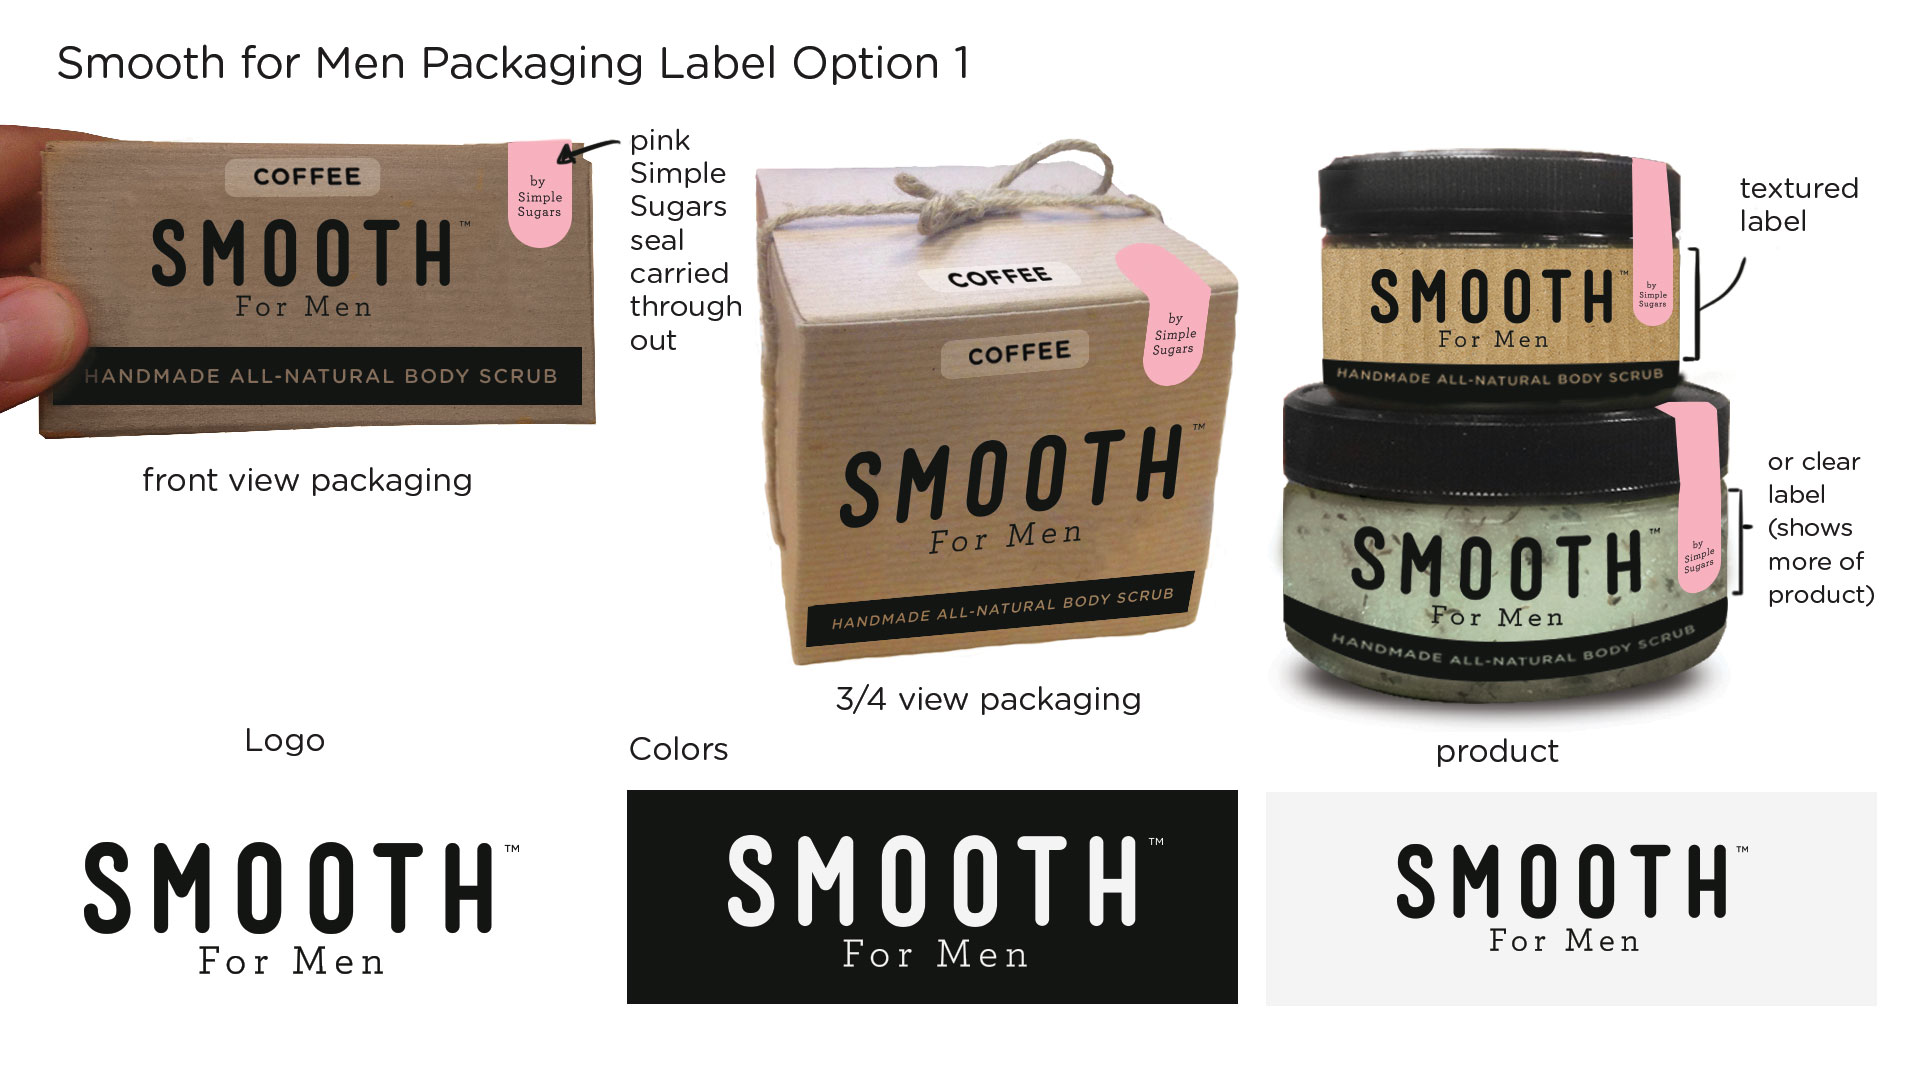 Smooth for Men Packaging Label Option 1
COFFEE
SMOOTH™
For Men
HANDMADE ALL-NATURAL BODY SCRUB
by
Simple
Sugars
front view packaging
pink
Simple
Sugars
seal
carried
through
out
COFFEE
COFFEE
by
Simple
Sugars
SMOOTH™
For Men
HANDMADE ALL-NATURAL BODY SCRUB
3/4 view packaging
SMOOTH™
For Men
by
Simple
Sugars
HANDMADE ALL-NATURAL BODY SCRUB
textured
label
SMOOTH™
For Men
by
Simple
Sugars
HANDMADE ALL-NATURAL BODY SCRUB
or clear
label
(shows
more of
product)
product
Logo
SMOOTH™
For Men
Colors
SMOOTH™
For Men
SMOOTH™
For Men